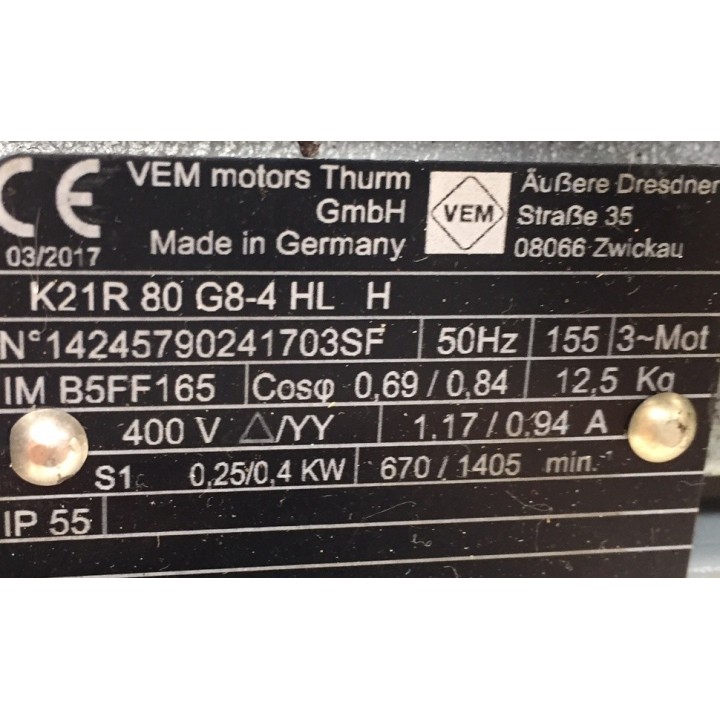 CE
03/2017
VEM motors Thurm
GmbH
Made in Germany
VEM
Äußere Dresdner
Straße 35
08066 Zwickau
K21R 80 G8-4 HL H
N°14245790241703SF 50Hz 155 3~Mot
IM B5FF165 Cosφ 0,69 / 0,84 12,5 Kg
400 V △/YY 1.17 / 0.94 A
S1 0,25/0,4 KW 670 / 1405 min.⁻
IP 55